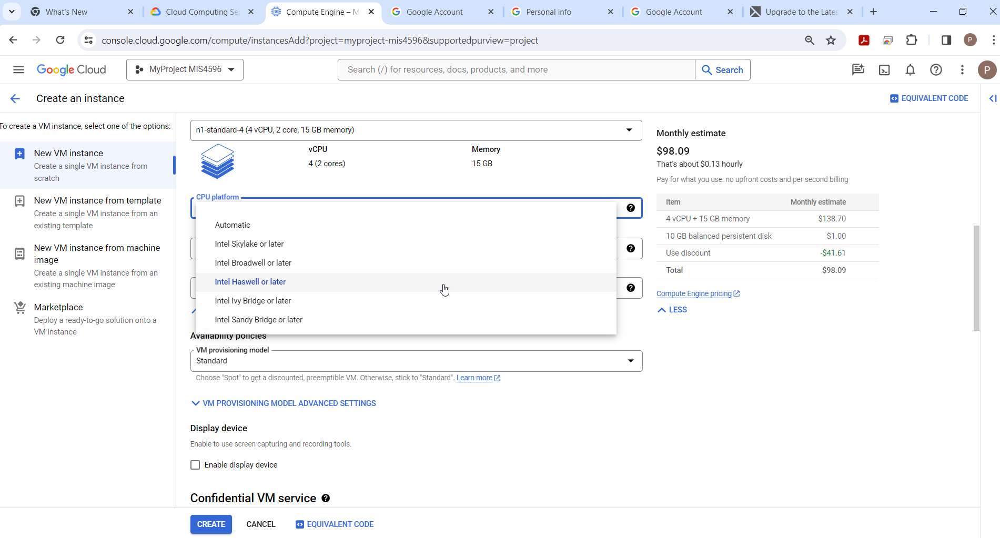 What's New
Cloud Computing Se
Compute Engine – M
Google Account
Personal info
Google Account
Upgrade to the Lates
console.cloud.google.com/compute/instancesAdd?project=myproject-mis4596&supportedpurview=project
P
Google Cloud
MyProject MIS4596
Search (/) for resources, docs, products, and more
Search
P
Create an instance
EQUIVALENT CODE
To create a VM instance, select one of the options:
New VM instance
Create a single VM instance from
scratch
New VM instance from template
Create a single VM instance from an
existing template
New VM instance from machine
image
Create a single VM instance from an
existing machine image
Marketplace
Deploy a ready-to-go solution onto a
VM instance
n1-standard-4 (4 vCPU, 2 core, 15 GB memory)
vCPU
Memory
4 (2 cores)
15 GB
CPU platform
Automatic
Intel Skylake or later
Intel Broadwell or later
Intel Haswell or later
Intel Ivy Bridge or later
Intel Sandy Bridge or later
Availability policies
VM provisioning model
Standard
Choose "Spot" to get a discounted, preemptible VM. Otherwise, stick to "Standard". Learn more
VM PROVISIONING MODEL ADVANCED SETTINGS
Display device
Enable to use screen capturing and recording tools.
Enable display device
Confidential VM service
CREATE
CANCEL
EQUIVALENT CODE
Monthly estimate
$98.09
That's about $0.13 hourly
Pay for what you use: no upfront costs and per second billing
Item Monthly estimate
4 vCPU + 15 GB memory $138.70
10 GB balanced persistent disk $1.00
Use discount -$41.61
Total $98.09
Compute Engine pricing
LESS